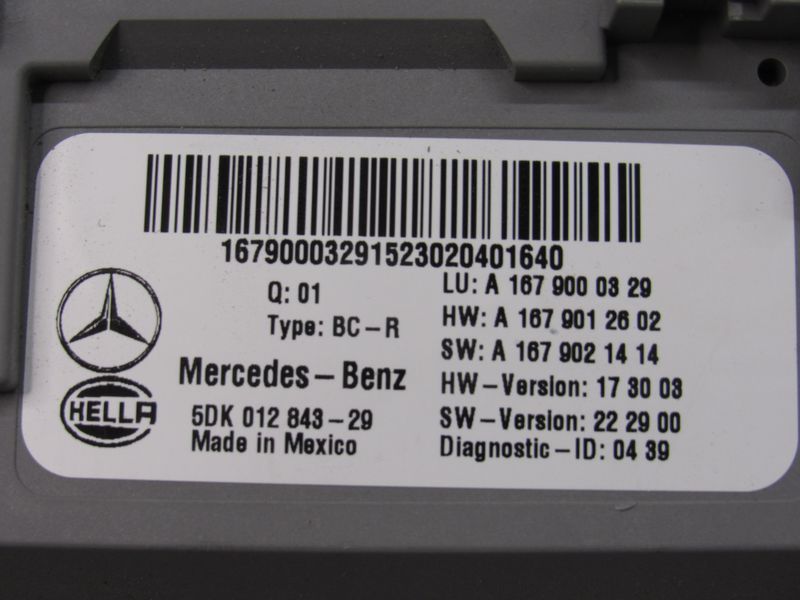 1679000329152302040­1640
Q: 01
Type: BC-R
Mercedes-Benz
HELLA
5DK 012 843-29
Made in Mexico
LU: A 167 900 03 29
HW: A 167 901 26 02
SW: A 167 902 14 14
HW-Version: 17 30 03
SW-Version: 22 29 00
Diagnostic-ID: 04 39